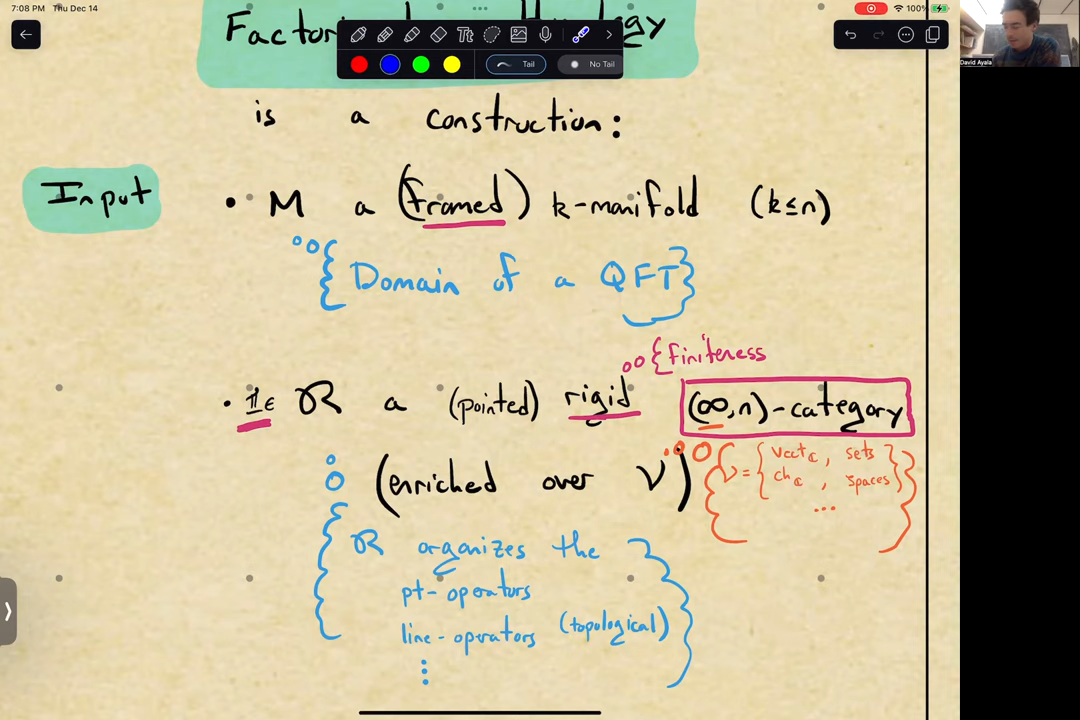 7:08 PM Thu Dec 14
100%
David Ayala
Tt
Tail
No Tail
is a construction:
Input
• M a (framed) k-manifold (k≤n)
{Domain of a QFT}
{finiteness
• 𝟙∈ R a (pointed) rigid (∞,n)-category
(enriched over V)
{V = {vect_C, sets
ch_C, spaces}
...}
{R organizes the
pt-operators
line-operators (topological)
⋮}